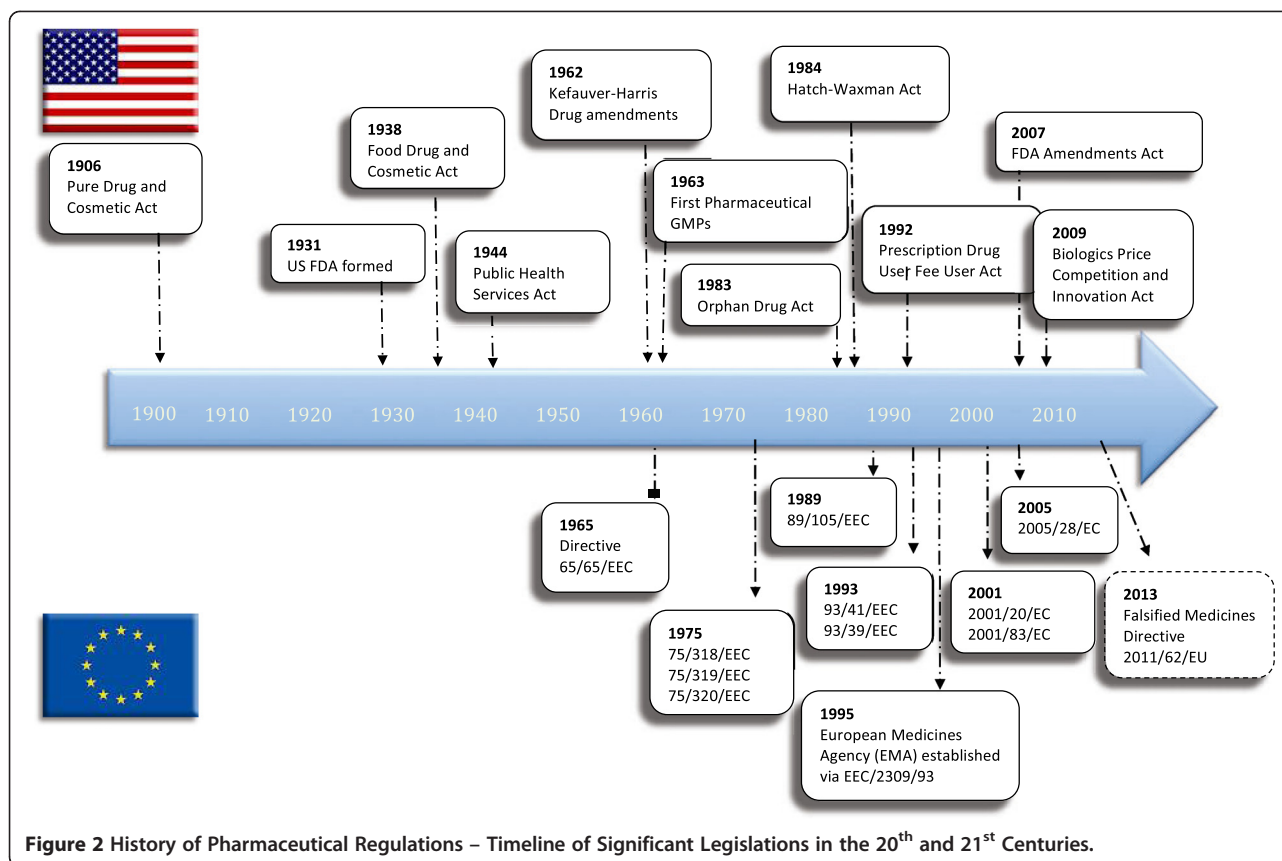 1906
Pure Drug and
Cosmetic Act
1931
US FDA formed
1938
Food Drug and
Cosmetic Act
1944
Public Health
Services Act
1962
Kefauver-Harris
Drug amendments
1963
First Pharmaceutical
GMPs
1983
Orphan Drug Act
1984
Hatch-Waxman Act
1992
Prescription Drug
User Fee User Act
2007
FDA Amendments Act
2009
Biologics Price
Competition and
Innovation Act
1900 1910 1920 1930 1940 1950 1960 1970 1980 1990 2000 2010
1965
Directive
65/65/EEC
1975
75/318/EEC
75/319/EEC
75/320/EEC
1989
89/105/EEC
1993
93/41/EEC
93/39/EEC
1995
European Medicines
Agency (EMA) established
via EEC/2309/93
2001
2001/20/EC
2001/83/EC
2005
2005/28/EC
2013
Falsified Medicines
Directive
2011/62/EU
Figure 2 History of Pharmaceutical Regulations – Timeline of Significant Legislations in the 20th and 21st Centuries.